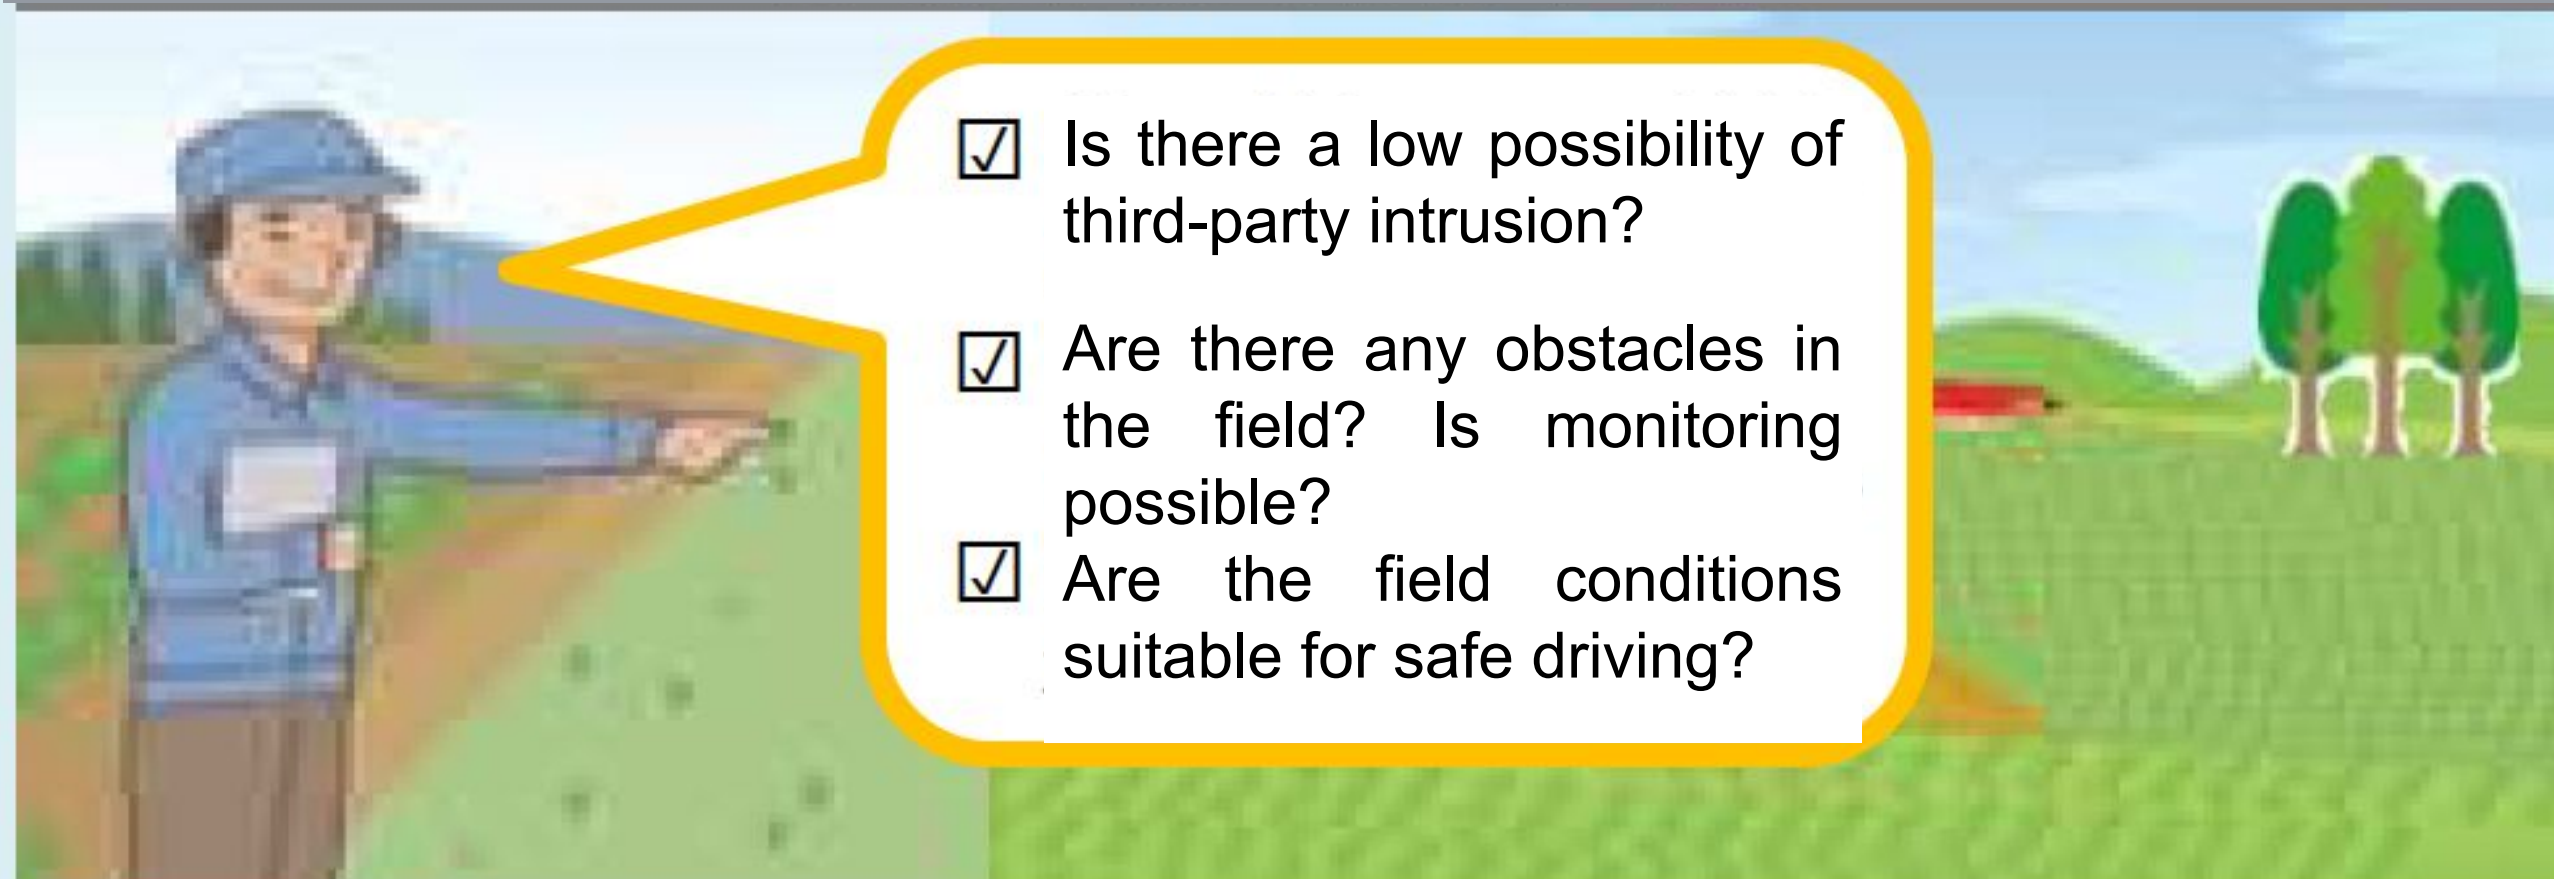 ☑ Is there a low possibility of
third-party intrusion?
☑ Are there any obstacles in
the field? Is monitoring
possible?
☑ Are the field conditions
suitable for safe driving?